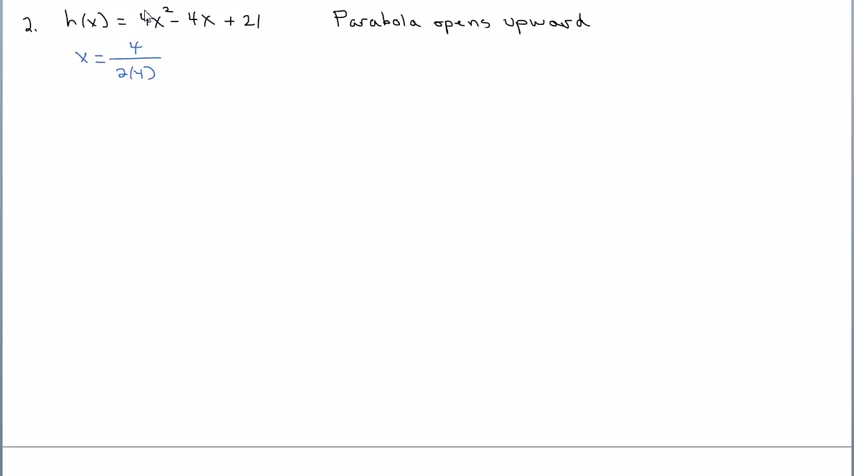 2. h(x) = 4x² - 4x + 21 Parabola opens upward
x = 4/2(4)